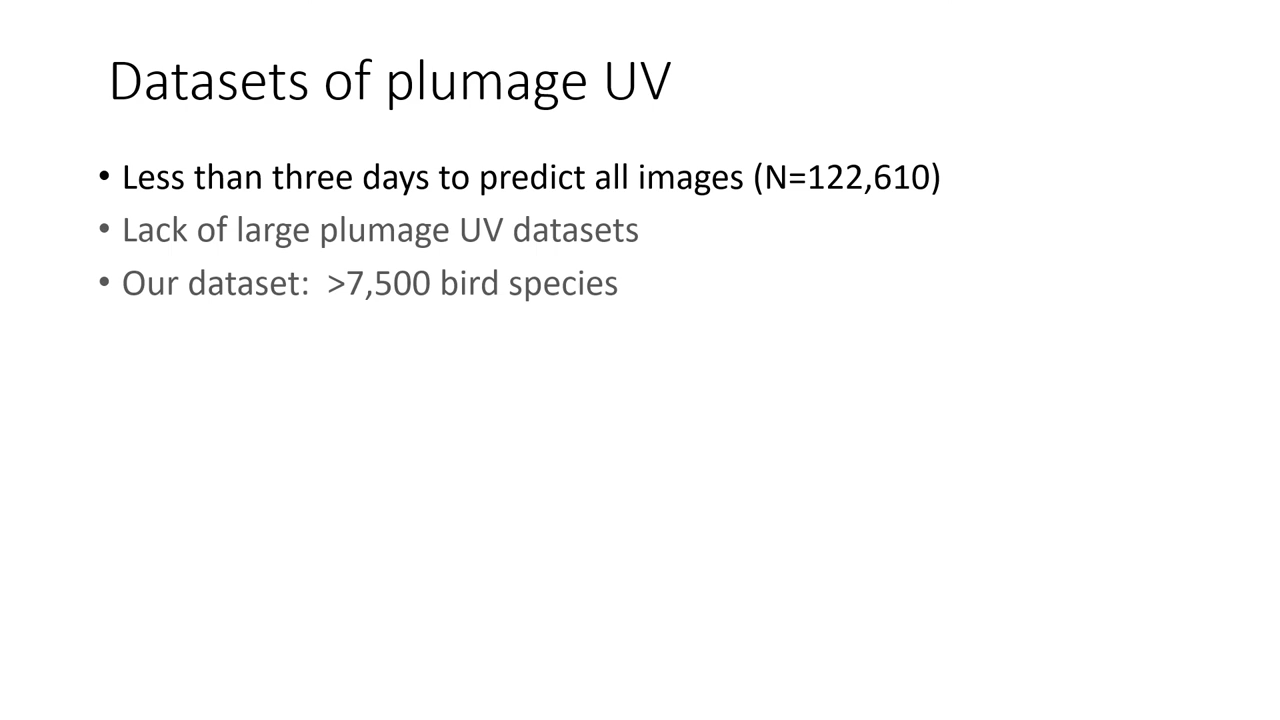 Datasets of plumage UV
• Less than three days to predict all images (N=122,610)
• Lack of large plumage UV datasets
• Our dataset:  >7,500 bird species